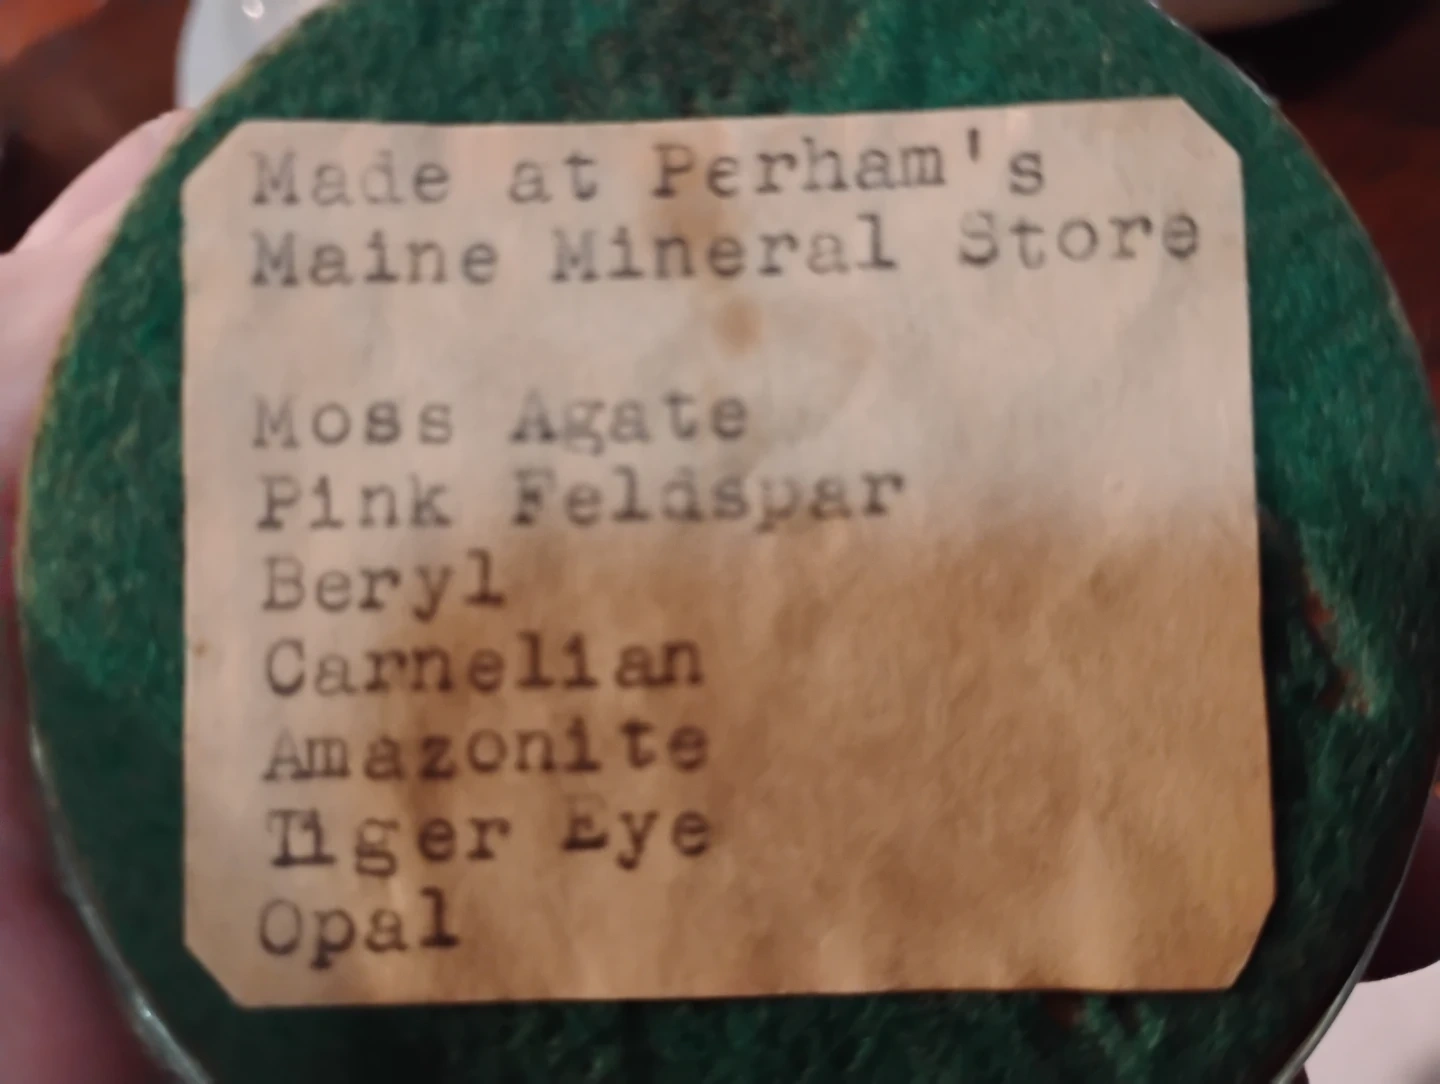 Made at Perham's
Maine Mineral Store
Moss Agate
Pink Feldspar
Beryl
Carnelian
Amazonite
Tiger Eye
Opal